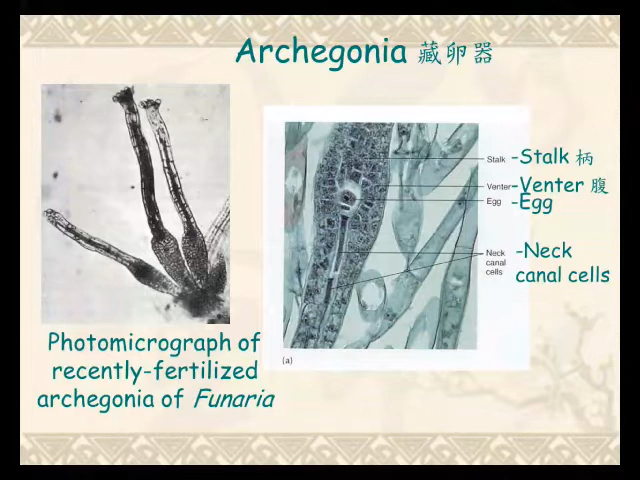 Archegonia 藏卵器
Stalk
-Stalk 柄
Venter
-Venter 腹
Egg
-Egg
Neck
canal
cells
-Neck
canal cells
(a)
Photomicrograph of
recently-fertilized
archegonia of Funaria